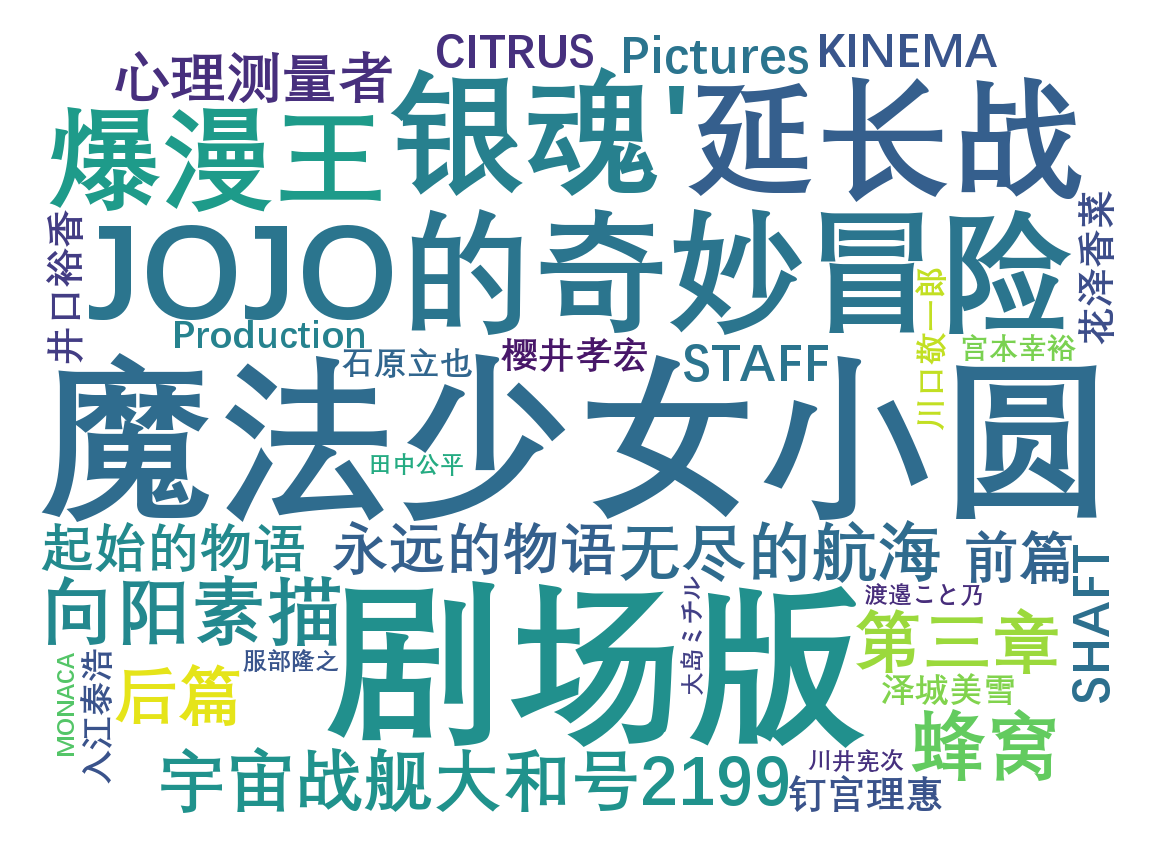 CITRUS
Pictures
KINEMA
心理测量者
爆漫王
银魂'
延长战
井口裕香
JOJO的奇妙冒险
花泽香菜
Production
石原立也
樱井孝宏
STAFF
川口敬一郎
宫本幸裕
魔法少女小圆
田中公平
起始的物语
永远的物语
无尽的航海
前篇
SHAFT
向阳素描
剧场版
大岛ミチル
渡邉こと乃
第三章
服部隆之
MONACA
入江泰浩
后篇
泽城美雪
蜂窝
宇宙战舰大和号2199
川井宪次
钉宫理惠